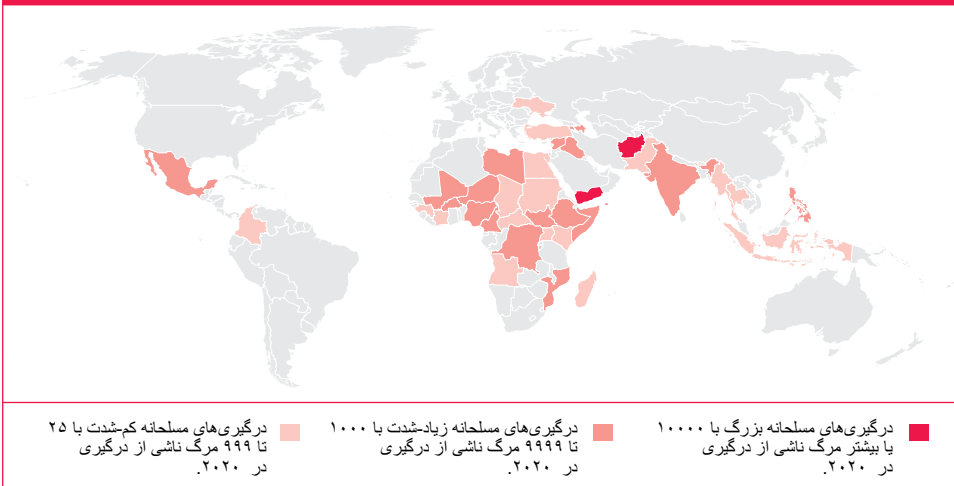 درگیری‌های مسلحانه بزرگ با ۱۰۰۰۰
یا بیشتر مرگ ناشی از درگیری
در ۲۰۲۰.
درگیری‌های مسلحانه زیاد-شدت با ۱۰۰۰
تا ۹۹۹۹ مرگ ناشی از درگیری
در ۲۰۲۰.
درگیری‌های مسلحانه کم-شدت با ۲۵
تا ۹۹۹ مرگ ناشی از درگیری
در ۲۰۲۰.